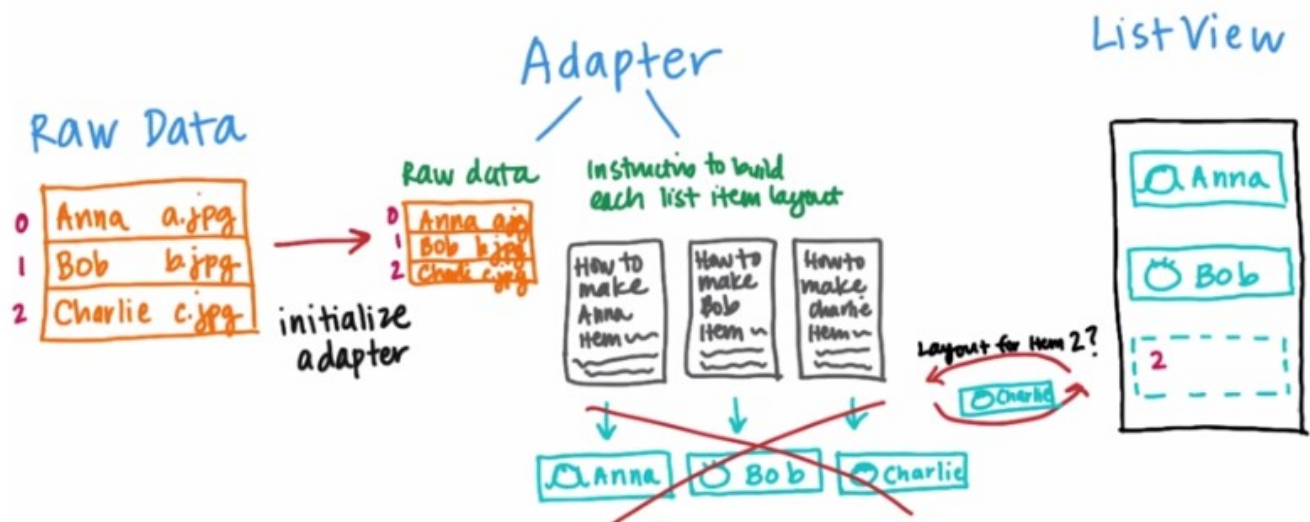 Adapter
ListView
Raw Data
0 Anna a.jpg
1 Bob b.jpg
2 Charlie c.jpg
initialize
adapter
Raw data
0 Anna a.jpg
1 Bob b.jpg
2 c.jpg
to build
each list item layout
How to
make
Anna
Item
How to
make
Bob
Item
How to
make
Charlie
Item
Anna
Bob
Charlie
Layout for Item 2?
Charlie
Anna
Bob
2